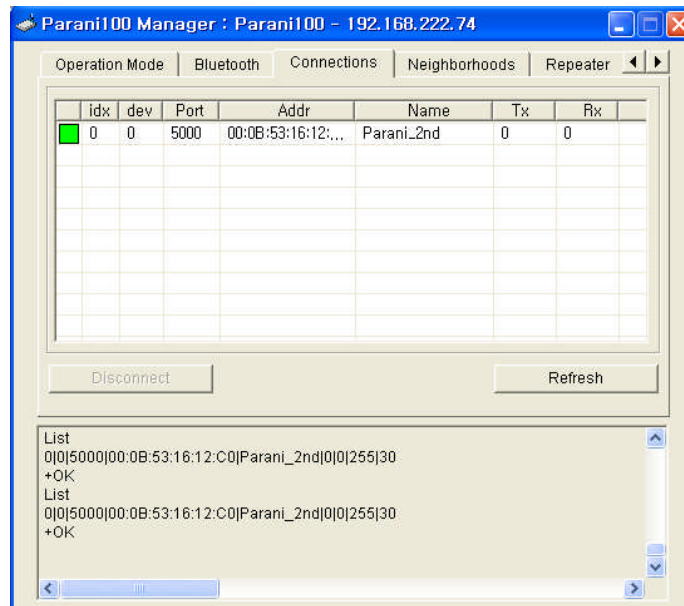 Parani100 Manager : Parani100 - 192.168.222.74
Operation Mode Bluetooth Connections Neighborhoods Repeater
idx dev Port Addr Name Tx Rx
0 0 5000 00:0B:53:16:12:... Parani_2nd 0 0
Disconnect Refresh
List
0|0|5000|00:0B:53:16:12:C0|Parani_2nd|0|0|255|30
+OK
List
0|0|5000|00:0B:53:16:12:C0|Parani_2nd|0|0|255|30
+OK